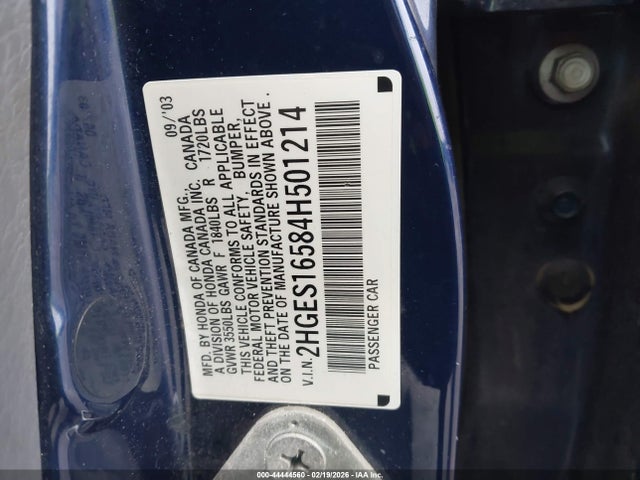 MFD. BY HONDA OF CANADA MFG. CANADA 09/'03
A DIVISION OF HONDA CANADA INC.
GVWR 3550LBS GAWR F 1840LBS R 1720LBS
THIS VEHICLE CONFORMS TO ALL APPLICABLE
FEDERAL MOTOR VEHICLE SAFETY, BUMPER,
AND THEFT PREVENTION STANDARDS IN EFFECT
ON THE DATE OF MANUFACTURE SHOWN ABOVE.
V.I.N. 2HGES16584H501214
PASSENGER CAR
000-44444560 - 02/19/2026 - IAA Inc.